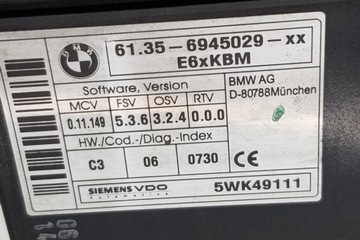 BMW
61.35 - 6945029 - xx
E6xKBM
Software, Version
MCV FSV OSV RTV
0.11.149 5.3.6 3.2.4 0.0.0
HW./Cod-/Diag.-Index
C3 06 0730
BMW AG
D-80788München
SIEMENS VDO
Automotive
5WK49111